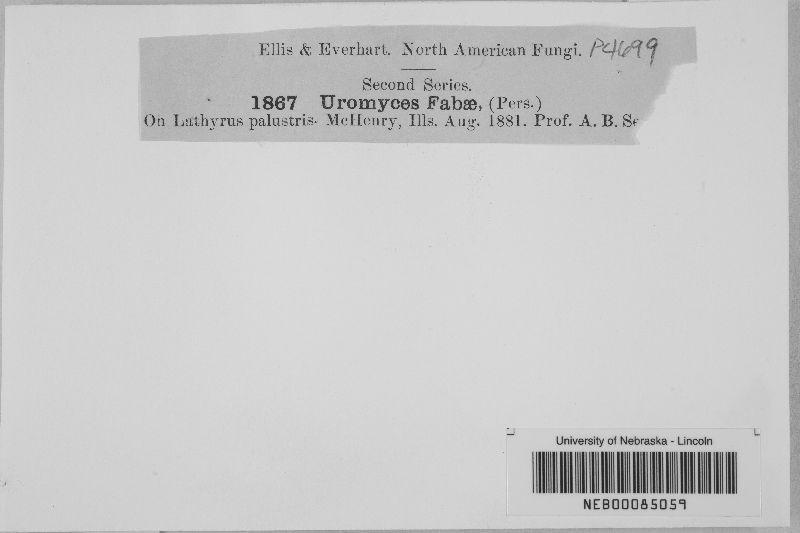 Ellis & Everhart. North American Fungi. P4699
Second Series.
1867 Uromyces Fabæ, (Pers.)
On Lathyrus palustris. McHenry, Ills. Aug. 1881. Prof. A. B. Se
University of Nebraska - Lincoln
NEB00085059